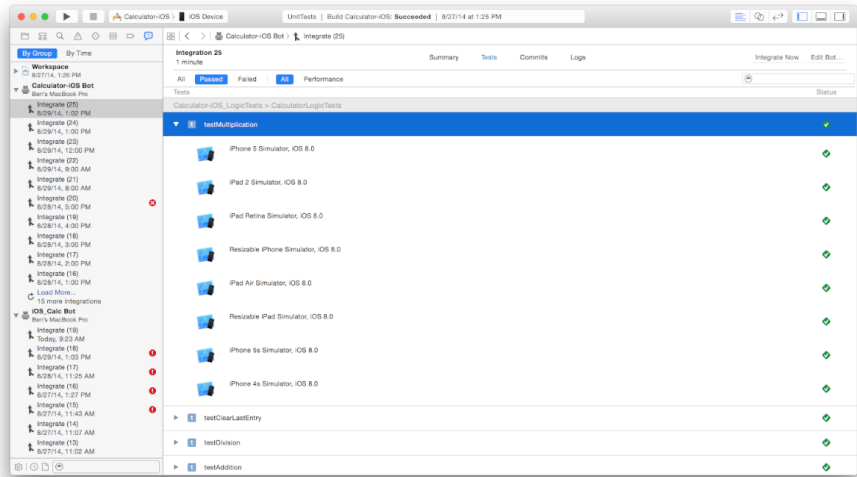 Calculator-iOS
iOS Device
UnitTests | Build Calculator-iOS: Succeeded | 8/27/14 at 1:25 PM
Calculator-iOS Bot
Integrate (25)
By Group
By Time
Workspace
8/27/14, 1:26 PM
Calculator-iOS Bot
Ben's MacBook Pro
Integrate (25)
8/29/14, 1:02 PM
Integrate (24)
8/29/14, 1:00 PM
Integrate (23)
8/29/14, 12:00 PM
Integrate (22)
8/29/14, 9:00 AM
Integrate (21)
8/29/14, 8:00 AM
Integrate (20)
8/28/14, 5:00 PM
Integrate (19)
8/28/14, 4:00 PM
Integrate (18)
8/28/14, 3:00 PM
Integrate (17)
8/28/14, 2:00 PM
Integrate (16)
8/28/14, 1:00 PM
Load More...
15 more integrations
iOS_Calc Bot
Ben's MacBook Pro
Integrate (19)
Today, 9:23 AM
Integrate (18)
8/29/14, 1:03 PM
Integrate (17)
8/28/14, 11:25 AM
Integrate (16)
8/27/14, 1:27 PM
Integrate (15)
8/27/14, 11:43 AM
Integrate (14)
8/27/14, 11:07 AM
Integrate (13)
8/27/14, 11:02 AM
Integration 25
1 minute
Summary
Tests
Commits
Logs
Integrate Now
Edit Bot...
All
Passed
Failed
All
Performance
Tests
Status
Calculator-iOS_LogicTests > CalculatorLogicTests
t testMultiplication
iPhone 5 Simulator, iOS 8.0
iPad 2 Simulator, iOS 8.0
iPad Retina Simulator, iOS 8.0
Resizable iPhone Simulator, iOS 8.0
iPad Air Simulator, iOS 8.0
Resizable iPad Simulator, iOS 8.0
iPhone 5s Simulator, iOS 8.0
iPhone 4s Simulator, iOS 8.0
t testClearLastEntry
t testDivision
t testAddition